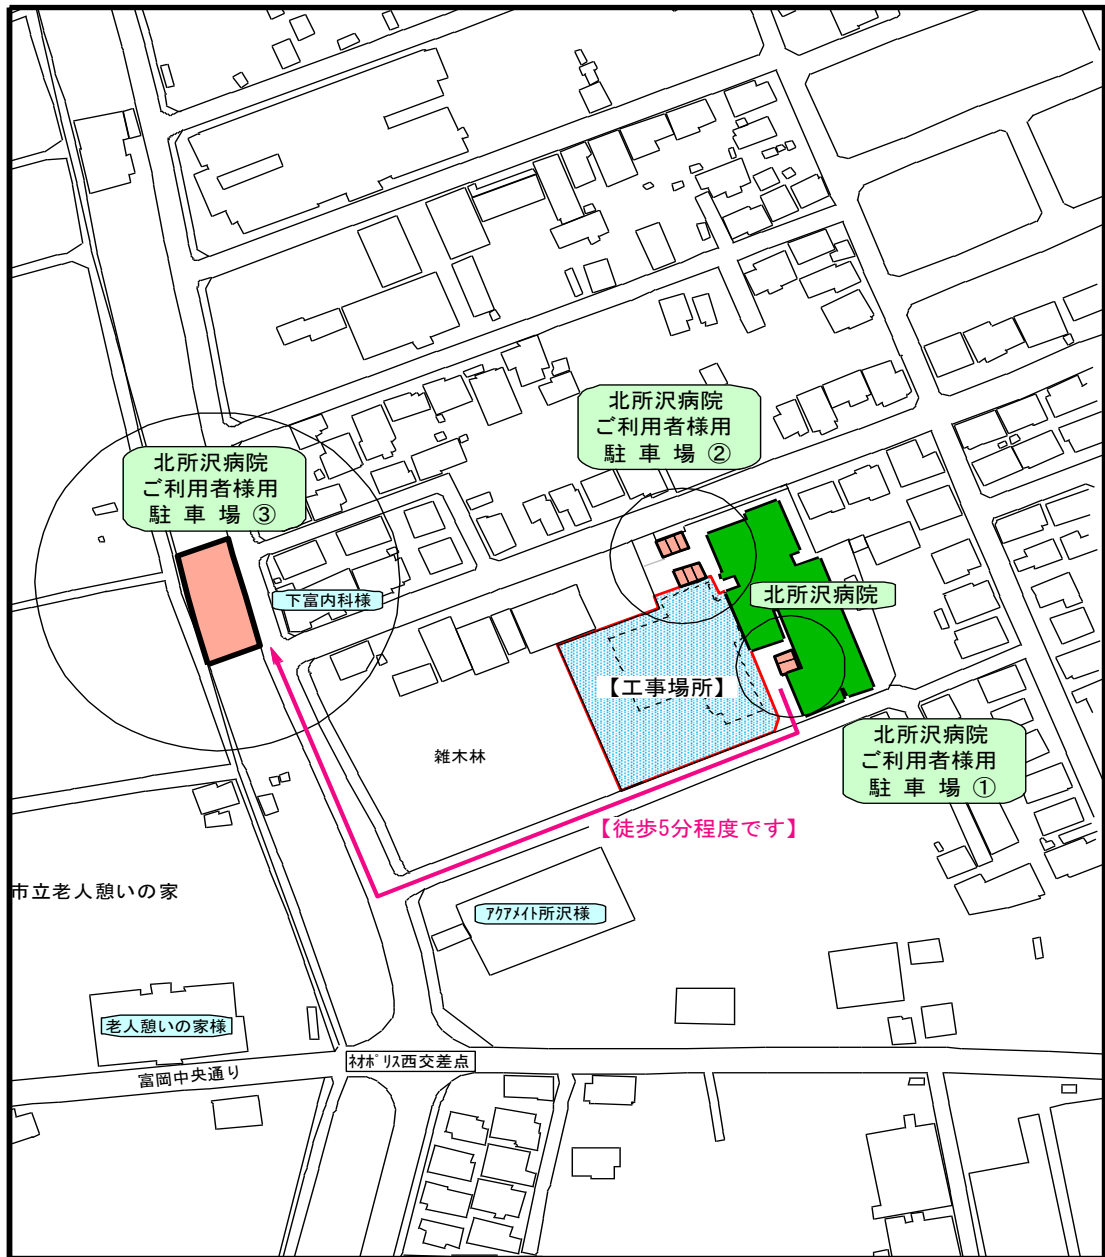 北所沢病院
ご利用者様用
駐 車 場 ②
北所沢病院
ご利用者様用
駐 車 場 ③
下富内科様
北所沢病院
【工事場所】
北所沢病院
ご利用者様用
駐 車 場 ①
雑木林
【徒歩5分程度です】
市立老人憩いの家
ｱｸｱﾒｲﾄ所沢様
老人憩いの家様
ﾈｵﾎﾟﾘｽ西交差点
富岡中央通り